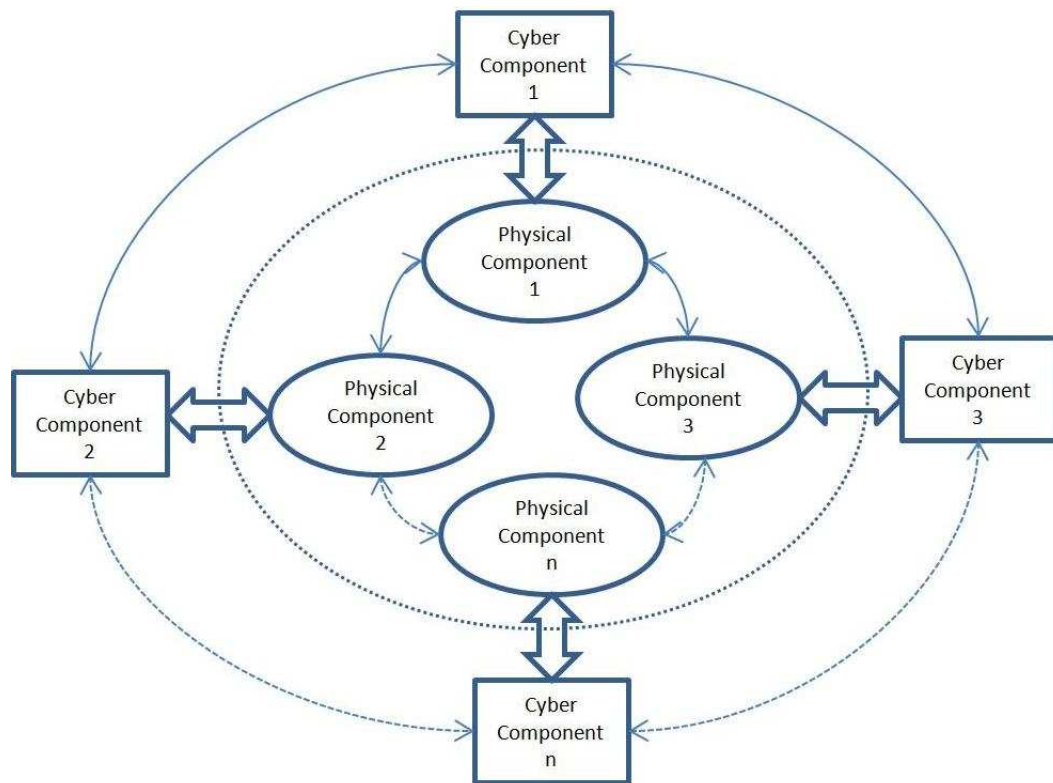 Cyber
Component
1
Physical
Component
1
Physical
Component
2
Physical
Component
3
Cyber
Component
2
Cyber
Component
3
Physical
Component
n
Cyber
Component
n